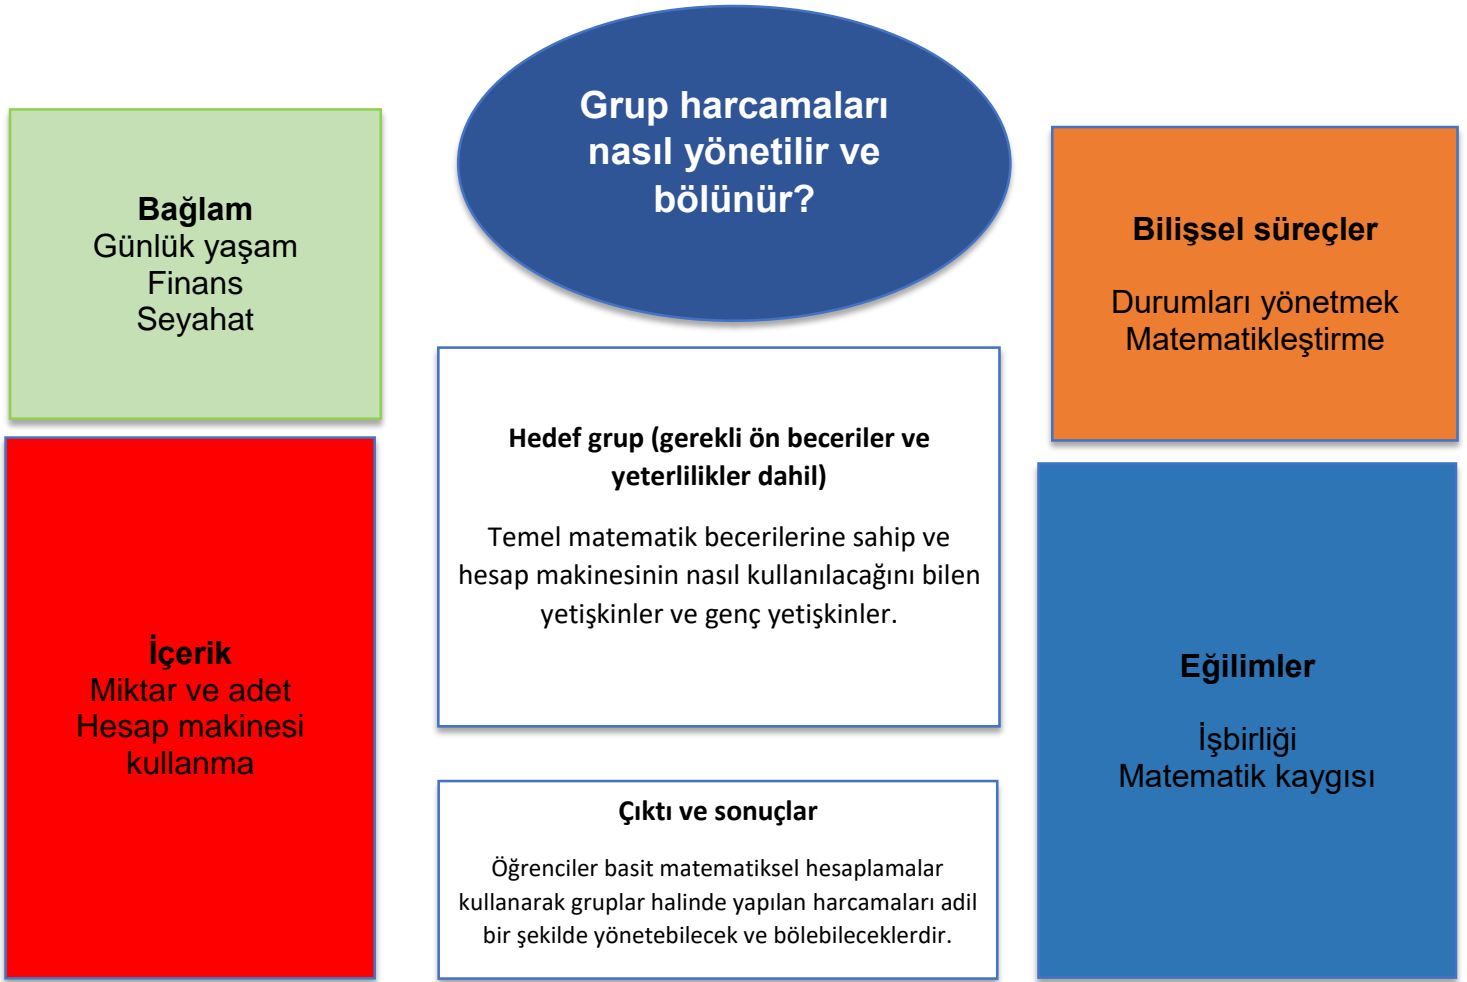 Grup harcamaları
nasıl yönetilir ve
bölünür?
Bağlam
Günlük yaşam
Finans
Seyahat
Bilişsel süreçler
Durumları yönetmek
Matematikleştirme
Hedef grup (gerekli ön beceriler ve
yeterlilikler dahil)
Temel matematik becerilerine sahip ve
hesap makinesinin nasıl kullanılacağını bilen
yetişkinler ve genç yetişkinler.
İçerik
Miktar ve adet
Hesap makinesi
kullanma
Eğilimler
İşbirliği
Matematik kaygısı
Çıktı ve sonuçlar
Öğrenciler basit matematiksel hesaplamalar
kullanarak gruplar halinde yapılan harcamaları adil
bir şekilde yönetebilecek ve bölebileceklerdir.